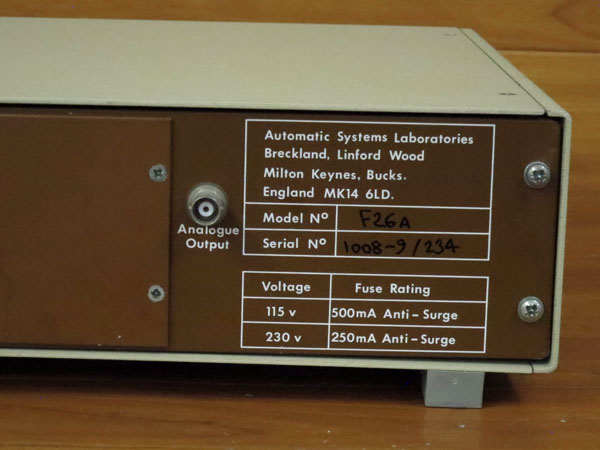 Automatic Systems Laboratories
Breckland, Linford Wood
Milton Keynes, Bucks.
England MK14 6LD.
Model Nº F26A
Serial Nº 1008-9/234
Analogue
Output
Voltage Fuse Rating
115 v 500mA Anti-Surge
230 v 250mA Anti-Surge